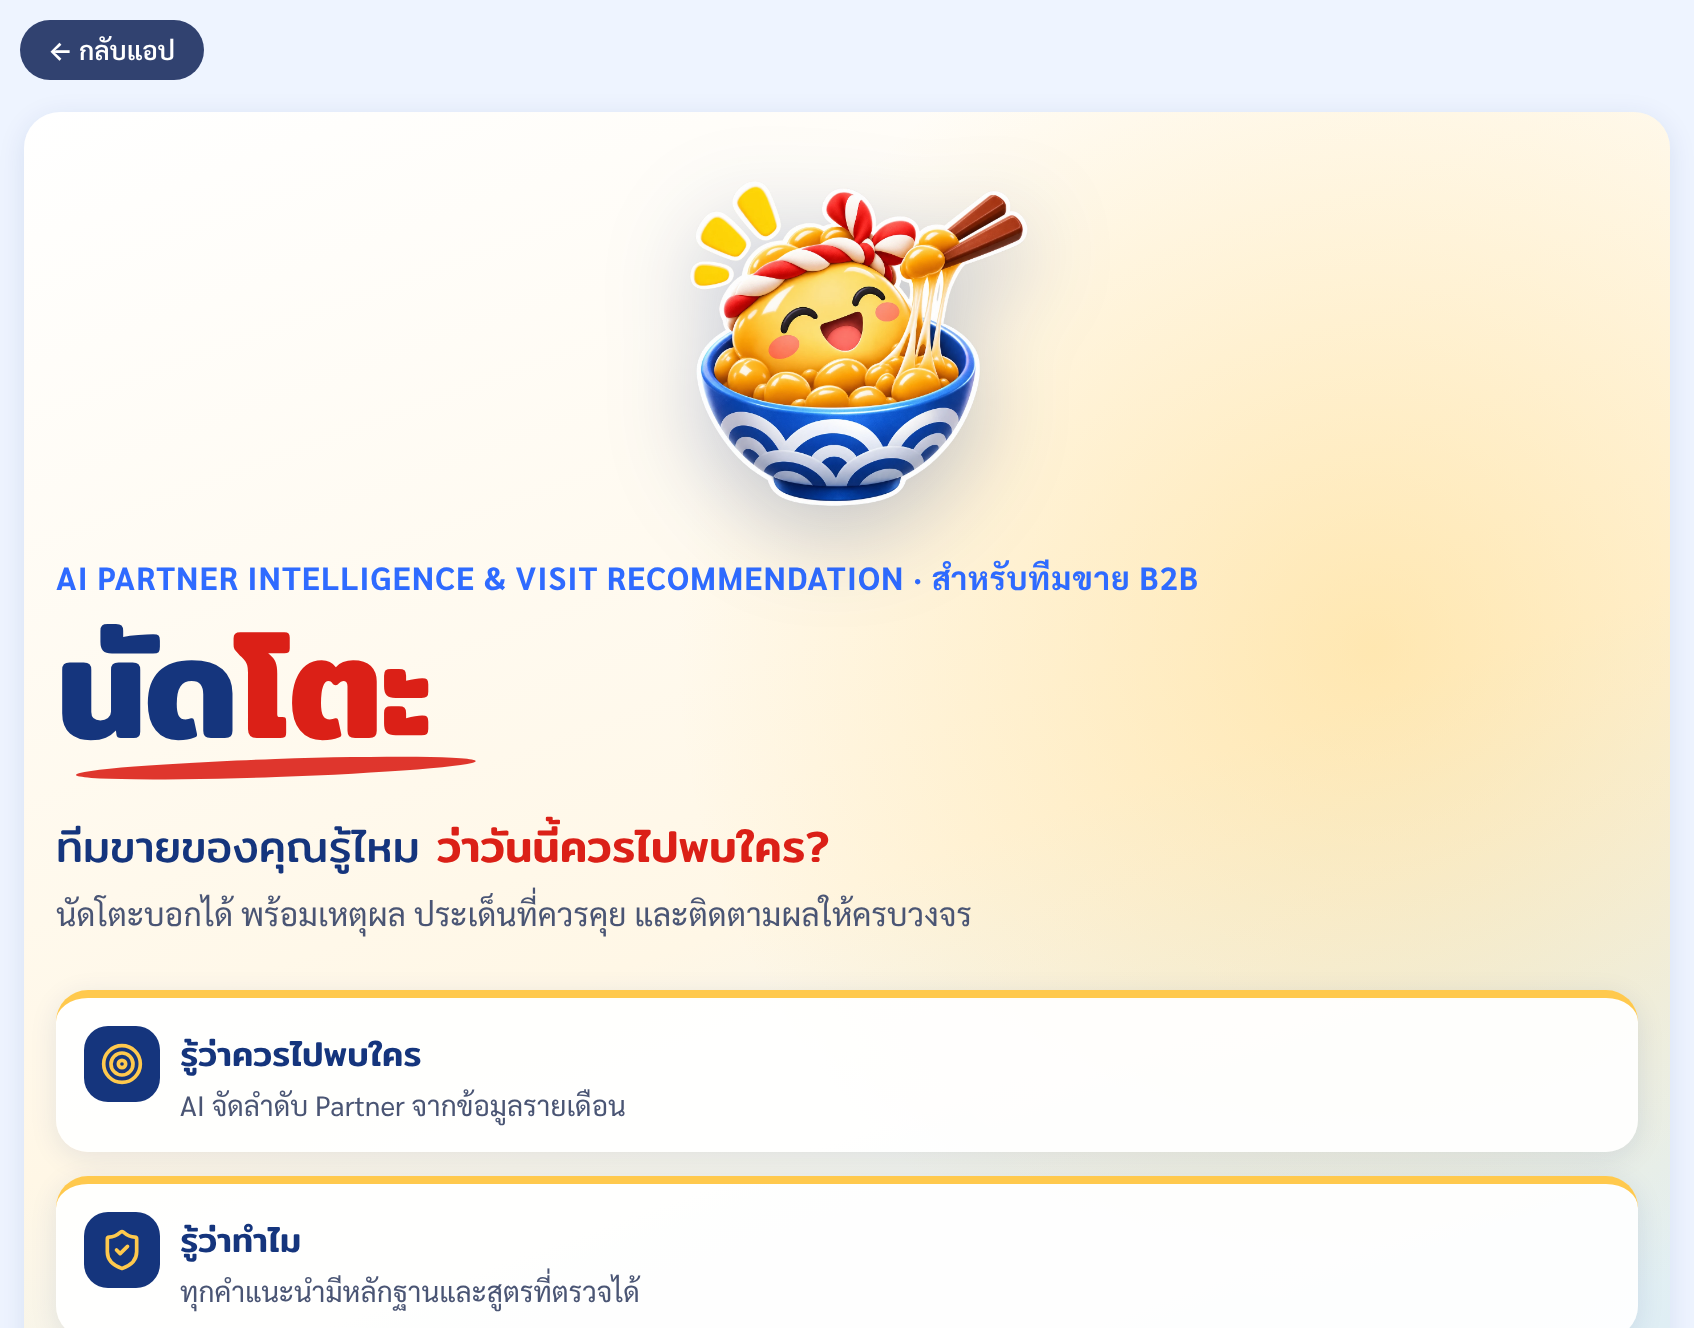 ← กลับแอป
AI PARTNER INTELLIGENCE & VISIT RECOMMENDATION · สำหรับทีมขาย B2B
นัดโตะ
ทีมขายของคุณรู้ไหม ว่าวันนี้ควรไปพบใคร?
นัดโตะบอกได้ พร้อมเหตุผล ประเด็นที่ควรคุย และติดตามผลให้ครบวงจร
รู้ว่าควรไปพบใคร
AI จัดลำดับ Partner จากข้อมูลรายเดือน
รู้ว่าทำไม
ทุกคำแนะนำมีหลักฐานและสูตรที่ตรวจได้